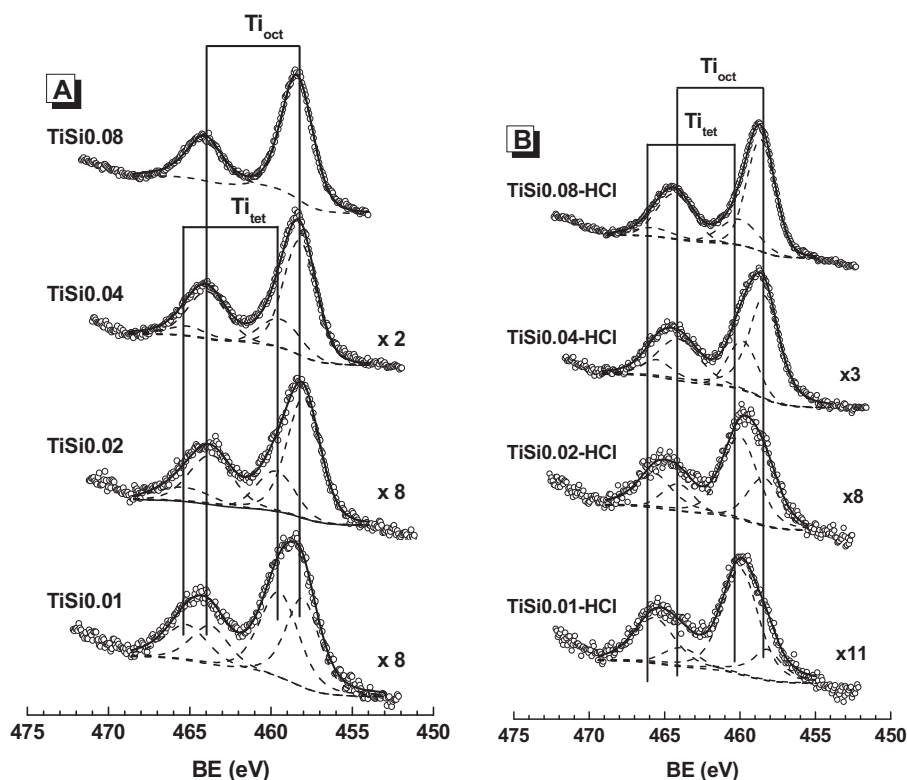 A
Ti_oct
TiSi0.08
Ti_tet
TiSi0.04
x 2
TiSi0.02
x 8
TiSi0.01
x 8
475 470 465 460 455 450
BE (eV)
B
Ti_oct
Ti_tet
TiSi0.08-HCl
TiSi0.04-HCl
x3
TiSi0.02-HCl
x8
TiSi0.01-HCl
x11
475 470 465 460 455 450
BE (eV)